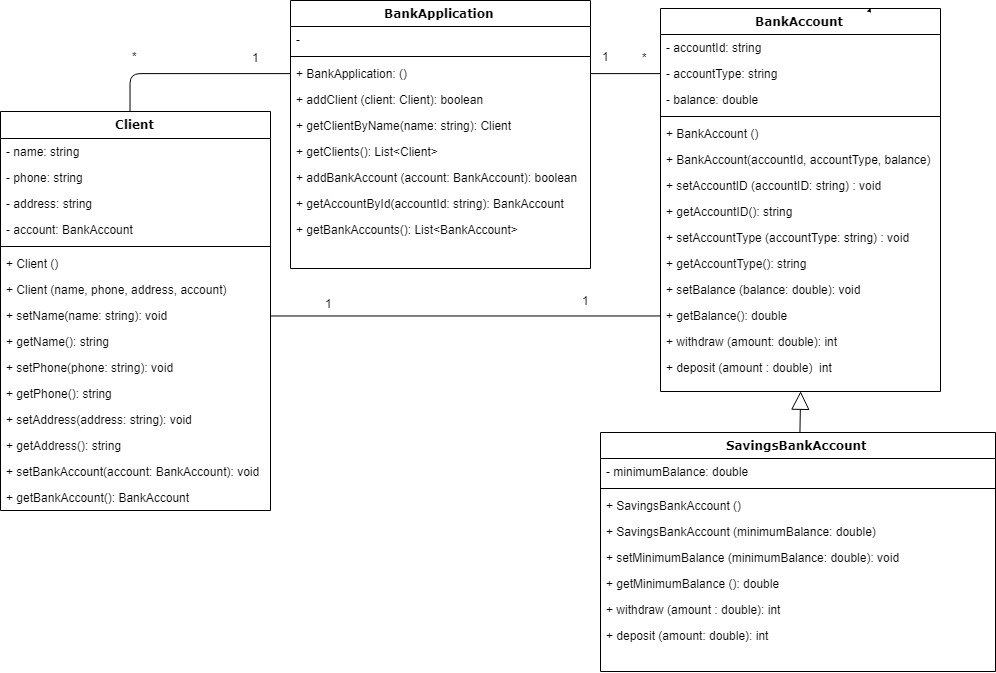 BankApplication
-
+ BankApplication: ()
+ addClient (client: Client): boolean
+ getClientByName(name: string): Client
+ getClients(): List<Client>
+ addBankAccount (account: BankAccount): boolean
+ getAccountById(accountId: string): BankAccount
+ getBankAccounts(): List<BankAccount>
* 1
1 *
BankAccount
- accountId: string
- accountType: string
- balance: double
+ BankAccount ()
+ BankAccount(accountId, accountType, balance)
+ setAccountID (accountID: string) : void
+ getAccountID(): string
+ setAccountType (accountType: string) : void
+ getAccountType(): string
+ setBalance (balance: double): void
+ getBalance(): double
+ withdraw (amount: double): int
+ deposit (amount : double) int
Client
- name: string
- phone: string
- address: string
- account: BankAccount
+ Client ()
+ Client (name, phone, address, account)
+ setName(name: string): void
+ getName(): string
+ setPhone(phone: string): void
+ getPhone(): string
+ setAddress(address: string): void
+ getAddress(): string
+ setBankAccount(account: BankAccount): void
+ getBankAccount(): BankAccount
1 1
SavingsBankAccount
- minimumBalance: double
+ SavingsBankAccount ()
+ SavingsBankAccount (minimumBalance: double)
+ setMinimumBalance (minimumBalance: double): void
+ getMinimumBalance (): double
+ withdraw (amount : double): int
+ deposit (amount: double): int